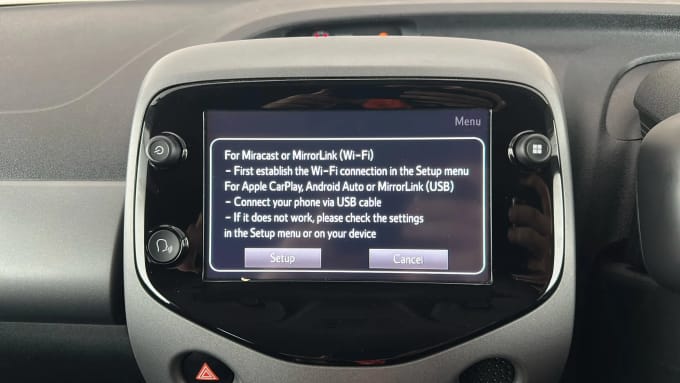 Menu
For Miracast or MirrorLink (Wi-Fi)
- First establish the Wi-Fi connection in the Setup menu
For Apple CarPlay, Android Auto or MirrorLink (USB)
- Connect your phone via USB cable
- If it does not work, please check the settings
in the Setup menu or on your device
Setup
Cancel